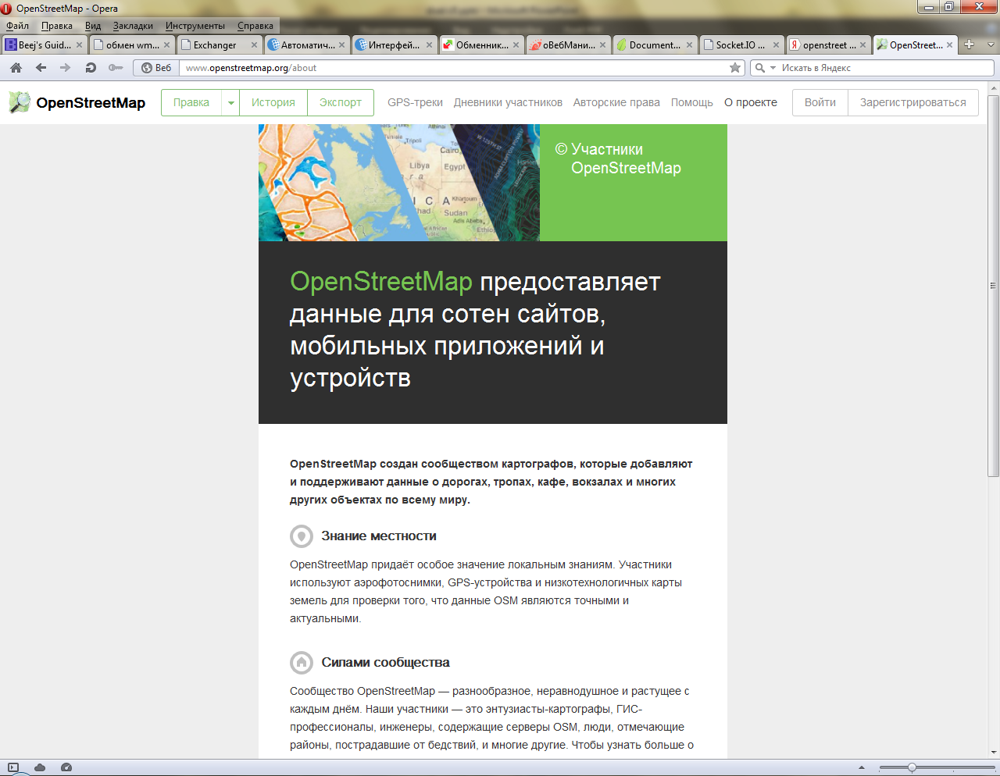 OpenStreetMap - Opera
Файл Правка Вид Закладки Инструменты Справка
Beej's Guid... обмен wm... Exchanger Автоматич... Интерфей... Обменник... оВебМани... Document... Socket.IO ... openstreet ... OpenStreet...
Веб www.openstreetmap.org/about Искать в Яндекс
OpenStreetMap Правка История Экспорт GPS-треки Дневники участников Авторские права Помощь О проекте Войти Зарегистрироваться
Tunisia
Tripoli
Cairo
Libya Egypt
ra
I C A Khartoum
Chad Sudan
Adis Abeba
Ethiop
W 125TH ST
© Участники
OpenStreetMap
OpenStreetMap предоставляет
данные для сотен сайтов,
мобильных приложений и
устройств
OpenStreetMap создан сообществом картографов, которые добавляют
и поддерживают данные о дорогах, тропах, кафе, вокзалах и многих
других объектах по всему миру.
Знание местности
OpenStreetMap придаёт особое значение локальным знаниям. Участники
используют аэрофотоснимки, GPS-устройства и низкотехнологичных карты
земель для проверки того, что данные OSM являются точными и
актуальными.
Силами сообщества
Сообщество OpenStreetMap — разнообразное, неравнодушное и растущее с
каждым днём. Наши участники — это энтузиасты-картографы, ГИС-
профессионалы, инженеры, содержащие серверы OSM, люди, отмечающие
районы, пострадавшие от бедствий, и многие другие. Чтобы узнать больше о